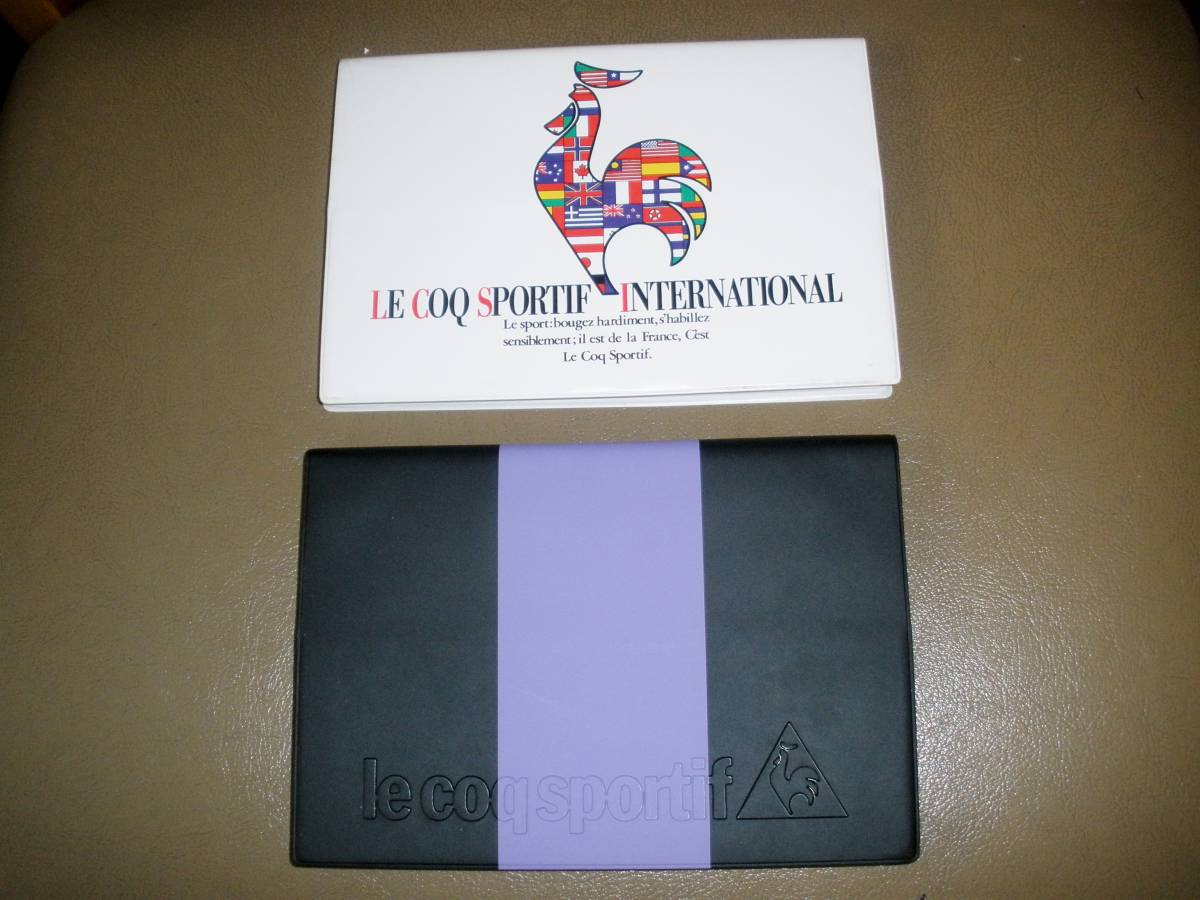 LE COQ SPORTIF INTERNATIONAL
Le sport:bougez hardiment,s'habillez
sensiblement; il est de la France, C'est
Le Coq Sportif.
le coq sportif